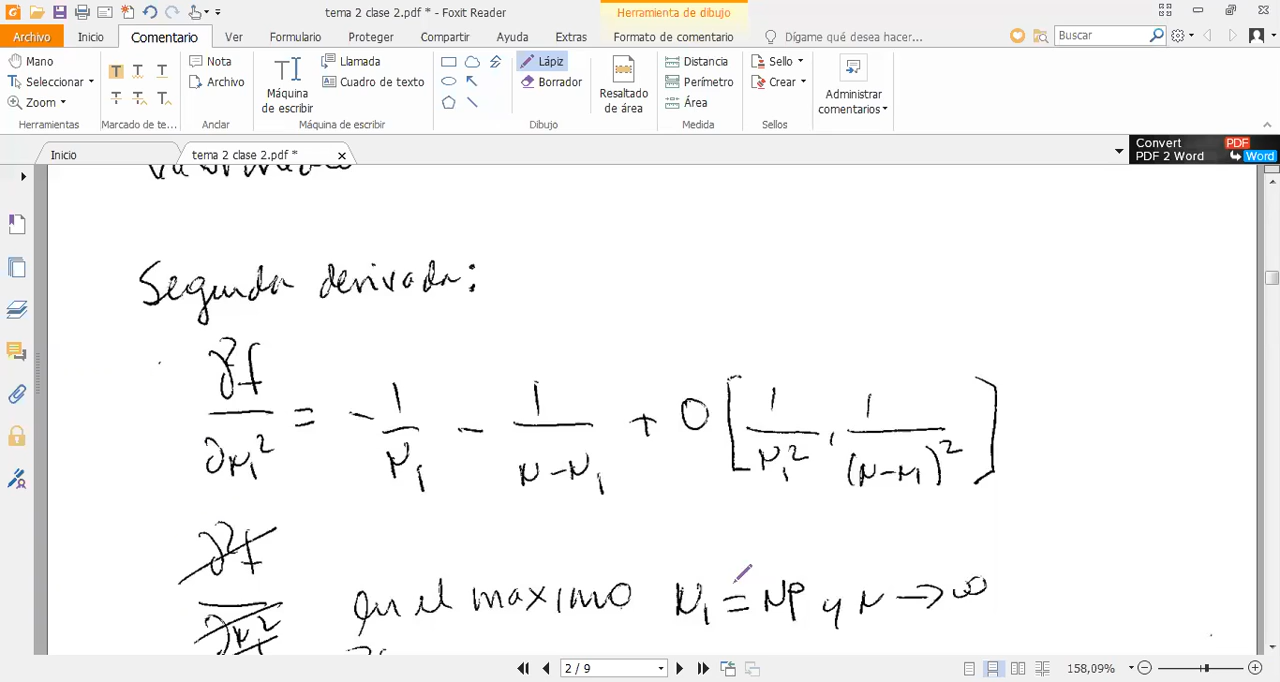 tema 2 clase 2.pdf * - Foxit Reader
Herramienta de dibujo
Archivo Inicio Comentario Ver Formulario Proteger Compartir Ayuda Extras Formato de comentario Dígame qué desea hacer... Buscar
Mano
Seleccionar
Zoom
Herramientas
T T T
T T T
Marcado de te...
Nota
Archivo
Anclar
Máquina de escribir
Llamada
Cuadro de texto
Máquina de escribir
Lápiz
Borrador
Dibujo
Resaltado de área
Distancia
Perímetro
Área
Medida
Sello
Crear
Sellos
Administrar comentarios
Inicio
tema 2 clase 2.pdf *
Convert PDF
PDF 2 Word Word
Segunda derivada:
∂²f/∂N₁² = - 1/N₁ - 1/(N-N₁) + O [ 1/N₁² , 1/(N-N₁)² ]
∂²f/∂N₁² en el maximo N₁ = NP y N → ∞
2 / 9
158,09%